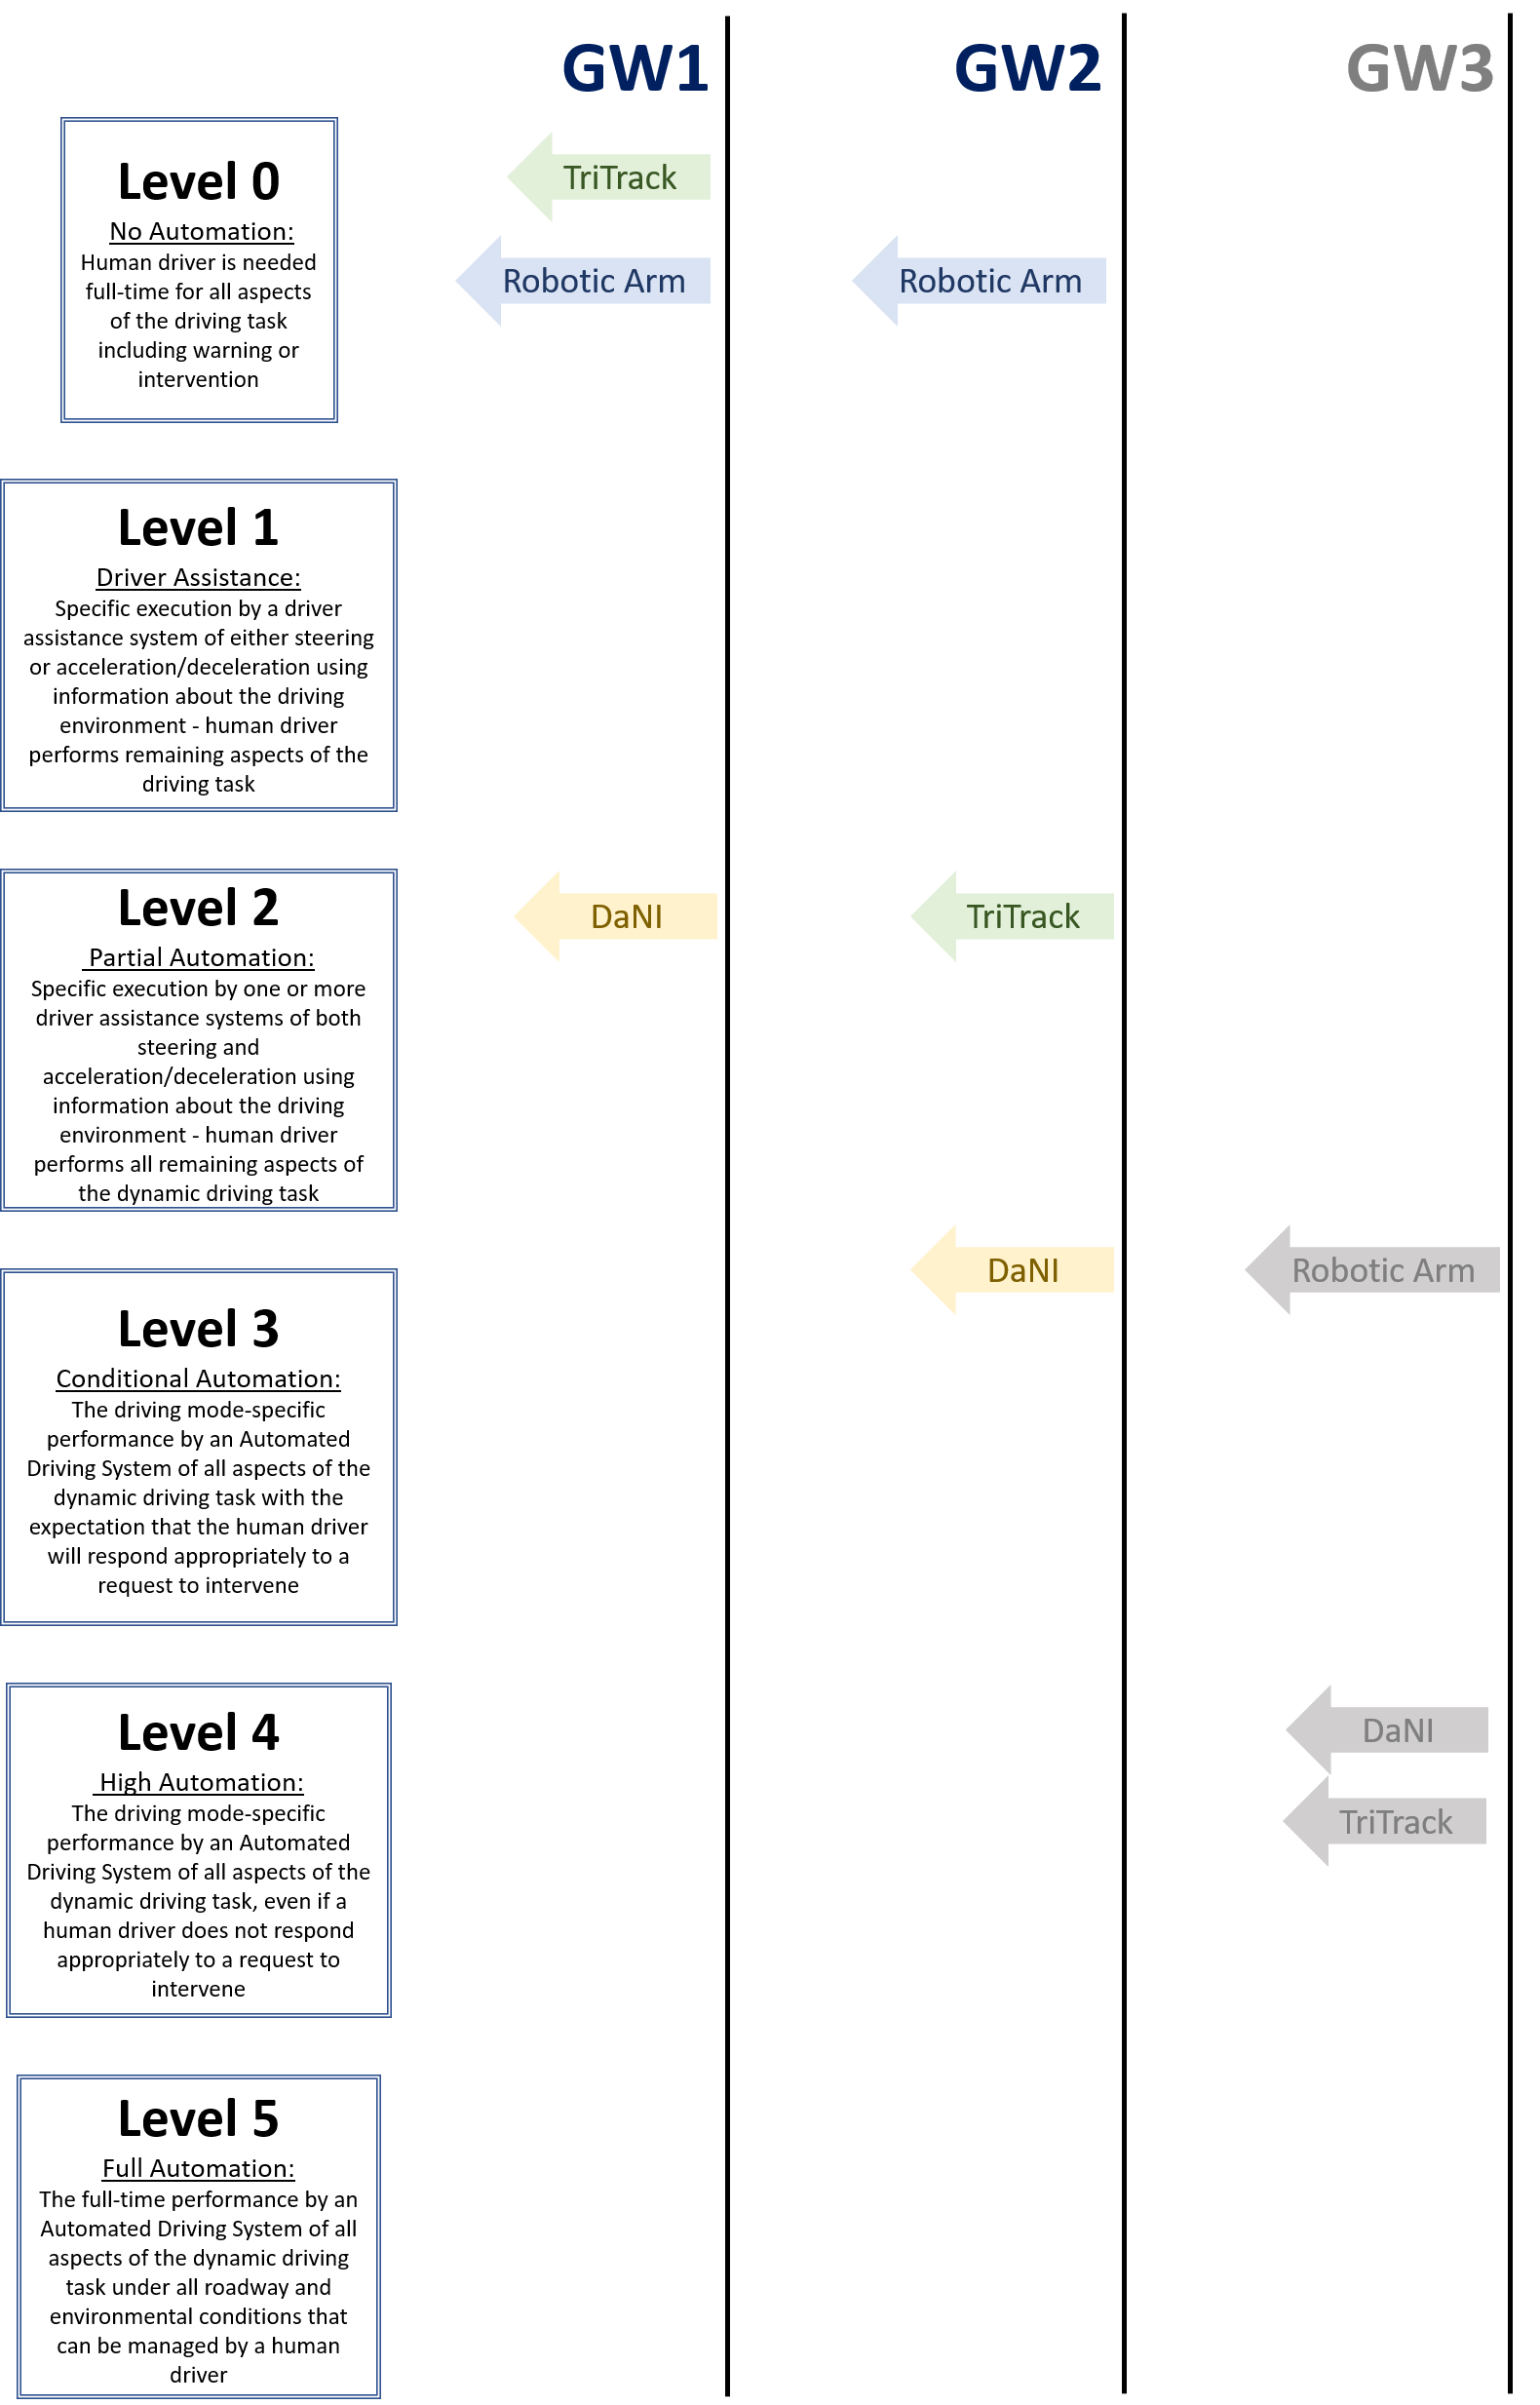 GW1
GW2
GW3
Level 0
No Automation:
Human driver is needed
full-time for all aspects
of the driving task
including warning or
intervention
TriTrack
Robotic Arm
Robotic Arm
Level 1
Driver Assistance:
Specific execution by a driver
assistance system of either steering
or acceleration/deceleration using
information about the driving
environment - human driver
performs remaining aspects of the
driving task
Level 2
Partial Automation:
Specific execution by one or more
driver assistance systems of both
steering and
acceleration/deceleration using
information about the driving
environment - human driver
performs all remaining aspects of
the dynamic driving task
DaNI
TriTrack
DaNI
Robotic Arm
Level 3
Conditional Automation:
The driving mode-specific
performance by an Automated
Driving System of all aspects of the
dynamic driving task with the
expectation that the human driver
will respond appropriately to a
request to intervene
Level 4
High Automation:
The driving mode-specific
performance by an Automated
Driving System of all aspects of the
dynamic driving task, even if a
human driver does not respond
appropriately to a request to
intervene
DaNI
TriTrack
Level 5
Full Automation:
The full-time performance by an
Automated Driving System of all
aspects of the dynamic driving
task under all roadway and
environmental conditions that
can be managed by a human
driver